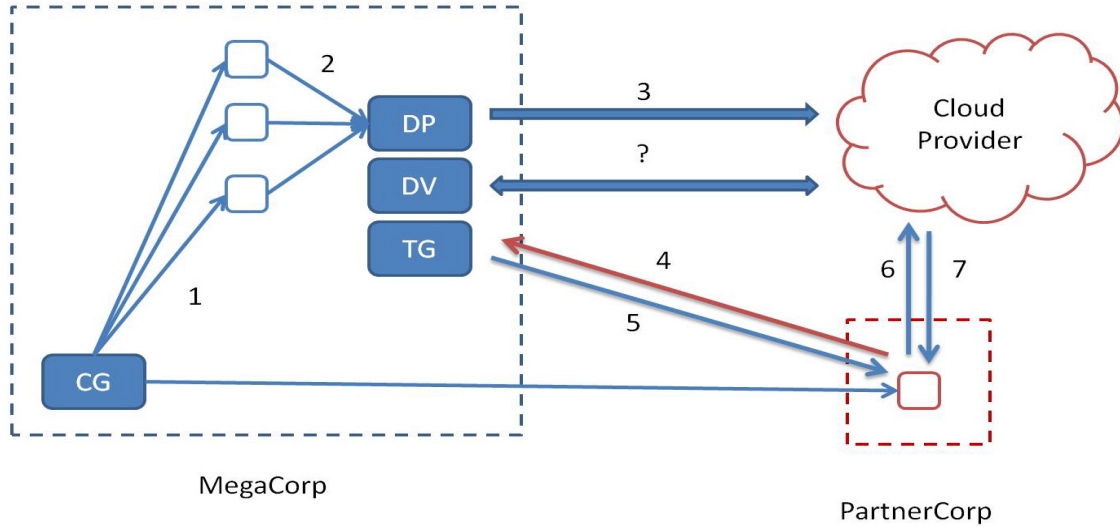 2
3
Cloud
Provider
DP
?
DV
TG
4
6
7
1
5
CG
MegaCorp
PartnerCorp